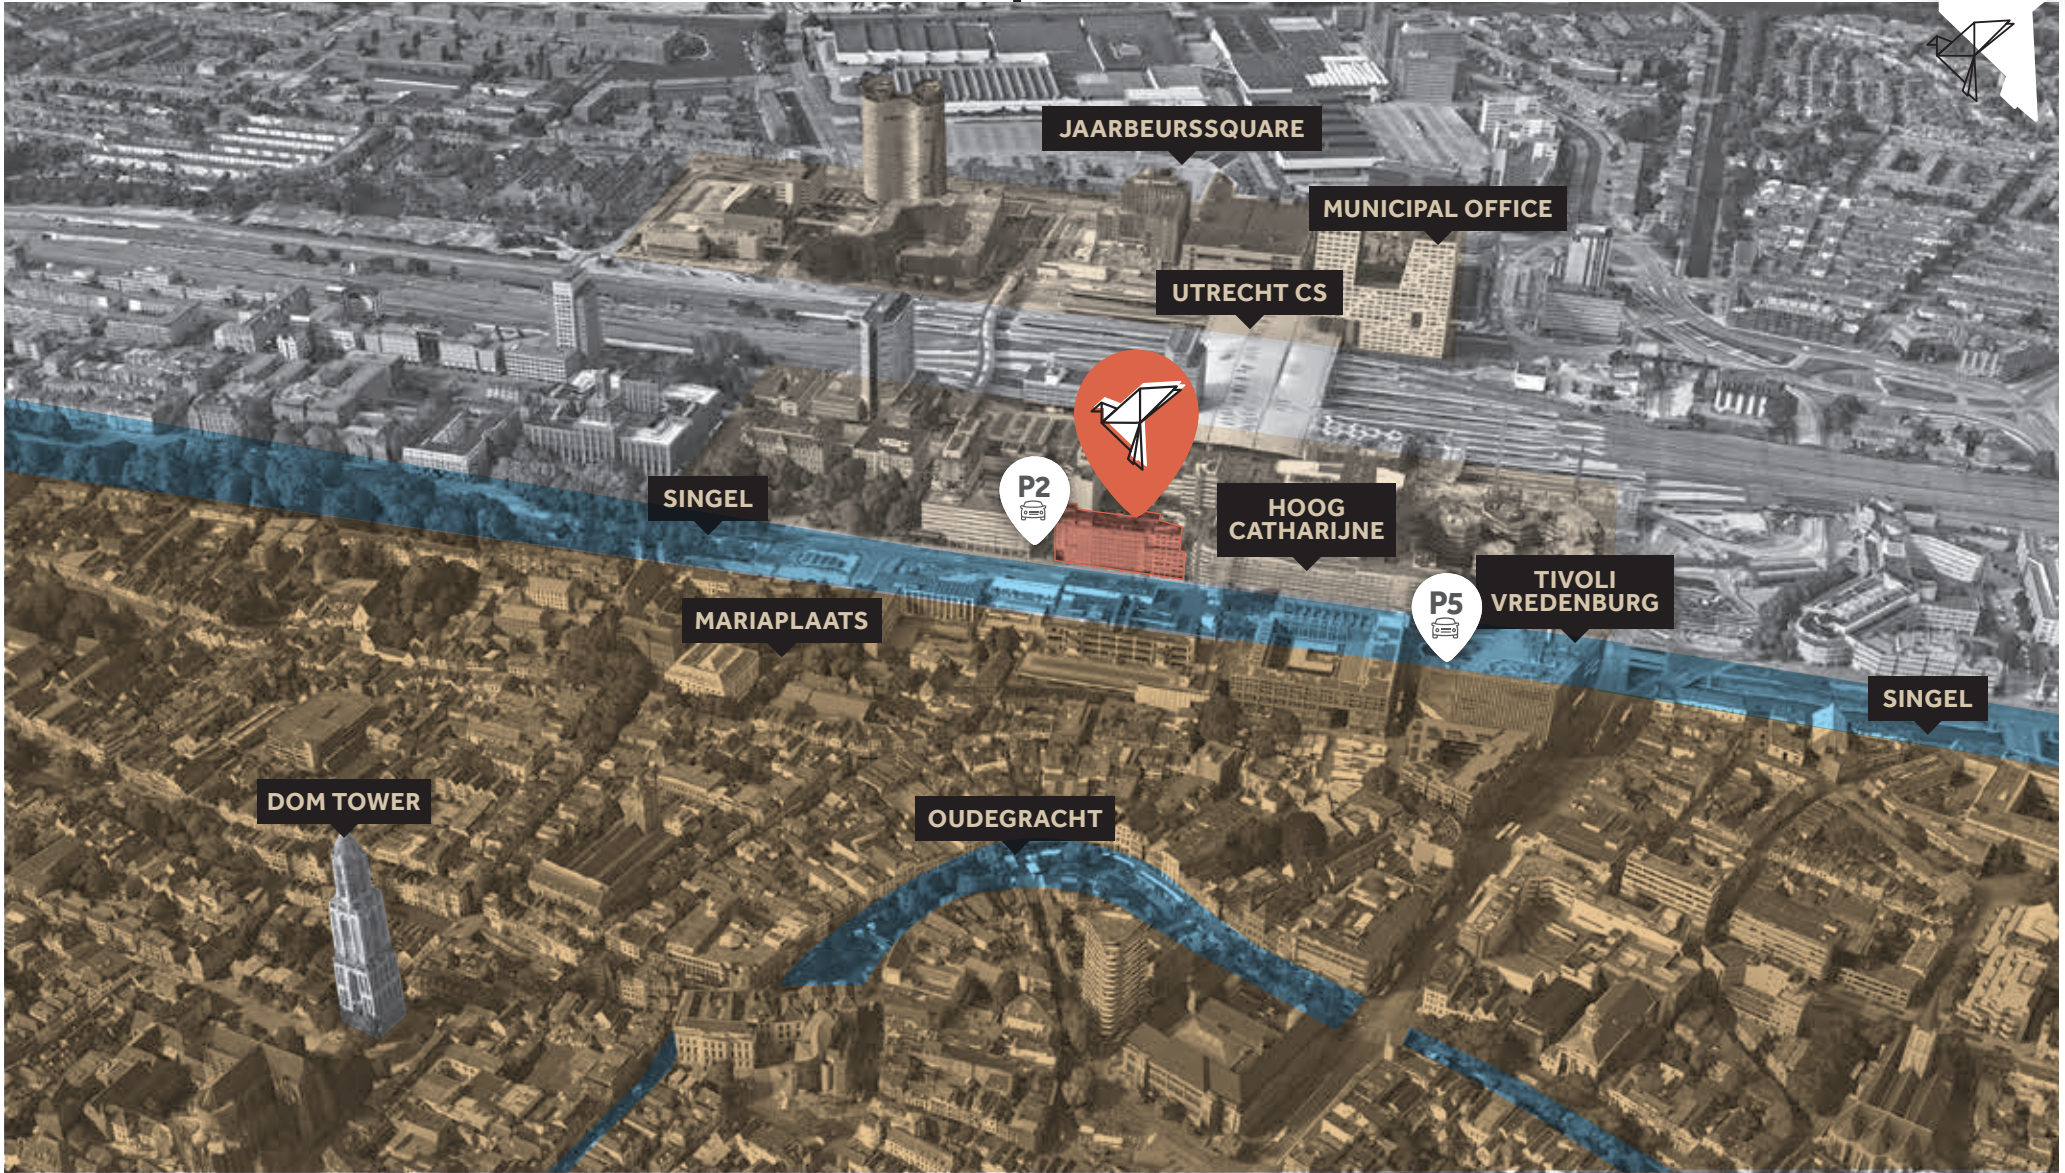 JAARBEURSSQUARE
MUNICIPAL OFFICE
UTRECHT CS
P2
SINGEL
HOOG
CATHARIJNE
TIVOLI
VREDENBURG
P5
MARIAPLAATS
SINGEL
DOM TOWER
OUDEGRACHT